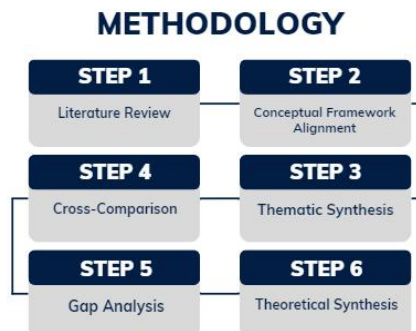 METHODOLOGY
STEP 1
Literature Review
STEP 2
Conceptual Framework
Alignment
STEP 4
Cross-Comparison
STEP 3
Thematic Synthesis
STEP 5
Gap Analysis
STEP 6
Theoretical Synthesis